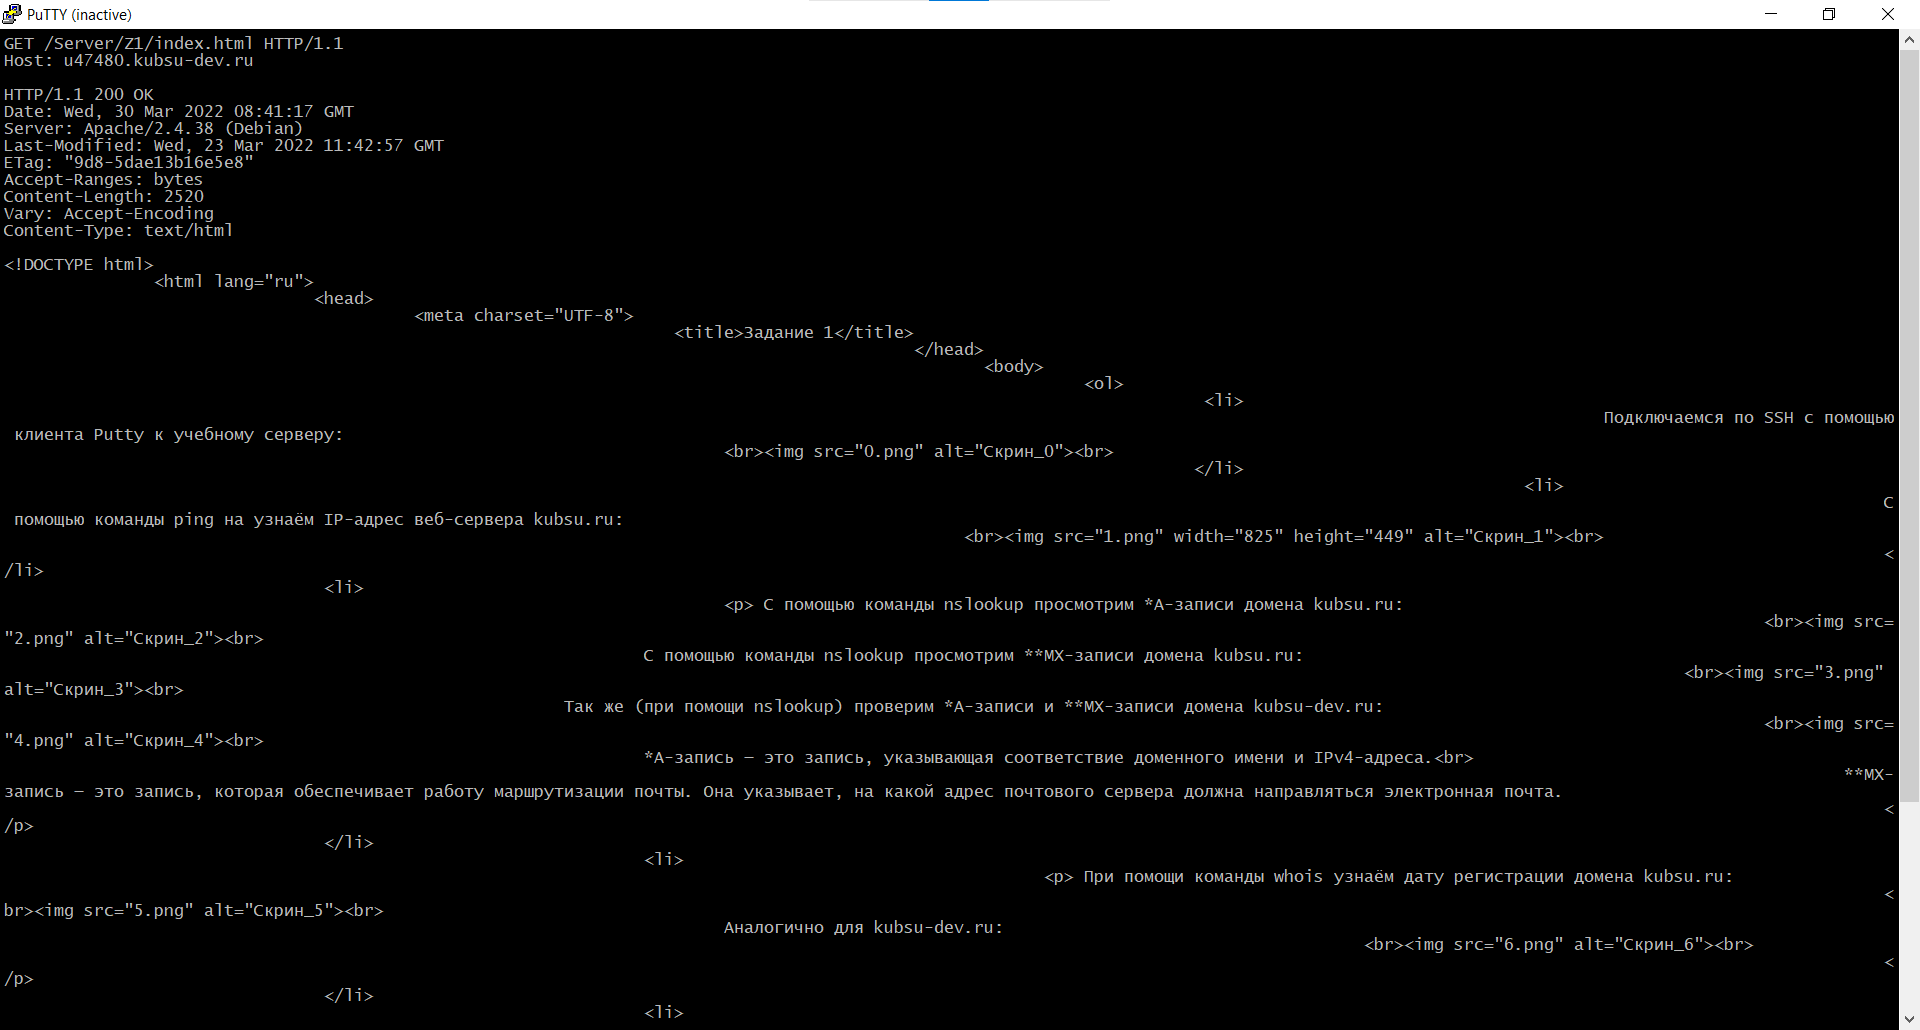 PuTTY (inactive)
GET /Server/Z1/index.html HTTP/1.1
Host: u47480.kubsu-dev.ru
HTTP/1.1 200 OK
Date: Wed, 30 Mar 2022 08:41:17 GMT
Server: Apache/2.4.38 (Debian)
Last-Modified: Wed, 23 Mar 2022 11:42:57 GMT
ETag: "9d8-5dae13b16e5e8"
Accept-Ranges: bytes
Content-Length: 2520
Vary: Accept-Encoding
Content-Type: text/html
<!DOCTYPE html>
<html lang="ru">
<head>
<meta charset="UTF-8">
<title>Задание 1</title>
</head>
<body>
<ol>
<li>
Подключаемся по SSH с помощью
клиента Putty к учебному серверу:
<br><img src="0.png" alt="Скрин_0"><br>
</li>
<li>
С
помощью команды ping на узнаём IP-адрес веб-сервера kubsu.ru:
<br><img src="1.png" width="825" height="449" alt="Скрин_1"><br>
<
/li>
<li>
<p> С помощью команды nslookup просмотрим *А-записи домена kubsu.ru:
<br><img src=
"2.png" alt="Скрин_2"><br>
С помощью команды nslookup просмотрим **MX-записи домена kubsu.ru:
<br><img src="3.png"
alt="Скрин_3"><br>
Так же (при помощи nslookup) проверим *А-записи и **MX-записи домена kubsu-dev.ru:
<br><img src=
"4.png" alt="Скрин_4"><br>
*А-запись — это запись, указывающая соответствие доменного имени и IPv4-адреса.<br>
**MX-
запись — это запись, которая обеспечивает работу маршрутизации почты. Она указывает, на какой адрес почтового сервера должна направляться электронная почта.
<
/p>
</li>
<li>
<p> При помощи команды whois узнаём дату регистрации домена kubsu.ru:
<
br><img src="5.png" alt="Скрин_5"><br>
Аналогично для kubsu-dev.ru:
<br><img src="6.png" alt="Скрин_6"><br>
<
/p>
</li>
<li>